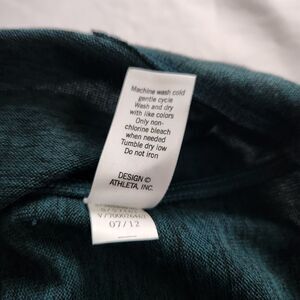 Machine wash cold
gentle cycle
Wash and dry
with like colors
Only non-
chlorine bleach
when needed
Tumble dry low
Do not iron
DESIGN ©
ATHLETA, INC.
07/12